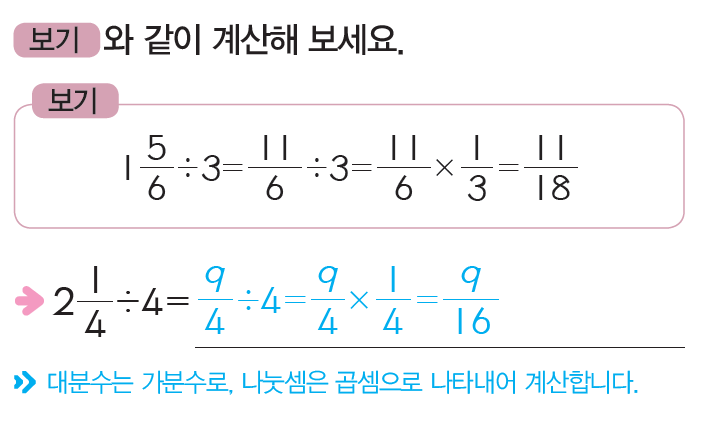 보기 와 같이 계산해 보세요.
보기
1 5/6 ÷3= 11/6 ÷3= 11/6 × 1/3 = 11/18
➔ 2 1/4 ÷4= 9/4 ÷4= 9/4 × 1/4 = 9/16
» 대분수는 가분수로, 나눗셈은 곱셈으로 나타내어 계산합니다.